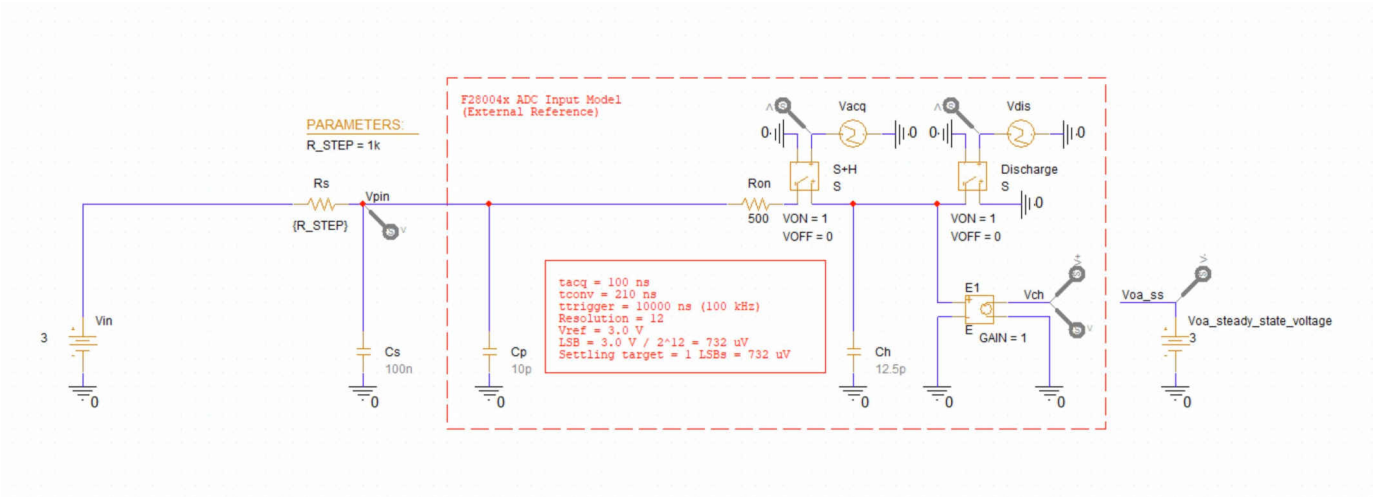 F28004x ADC Input Model
(External Reference)
Vacq
Vdis
0
0
0
0
PARAMETERS:
R_STEP = 1k
S+H
S
Discharge
S
Rs
Vpin
Ron
0
{R_STEP}
V
500
VON = 1
VOFF = 0
VON = 1
VOFF = 0
tacq = 100 ns
tconv = 210 ns
ttrigger = 10000 ns (100 kHz)
Resolution = 12
Vref = 3.0 V
LSB = 3.0 V / 2^12 = 732 uV
Settling target = 1 LSBs = 732 uV
V+
V-
E1
Vch
Voa_ss
E
GAIN = 1
V
Vin
3
Voa_steady_state_voltage
3
Cs
100n
Cp
10p
Ch
12.5p
0
0
0
0
0
0
0